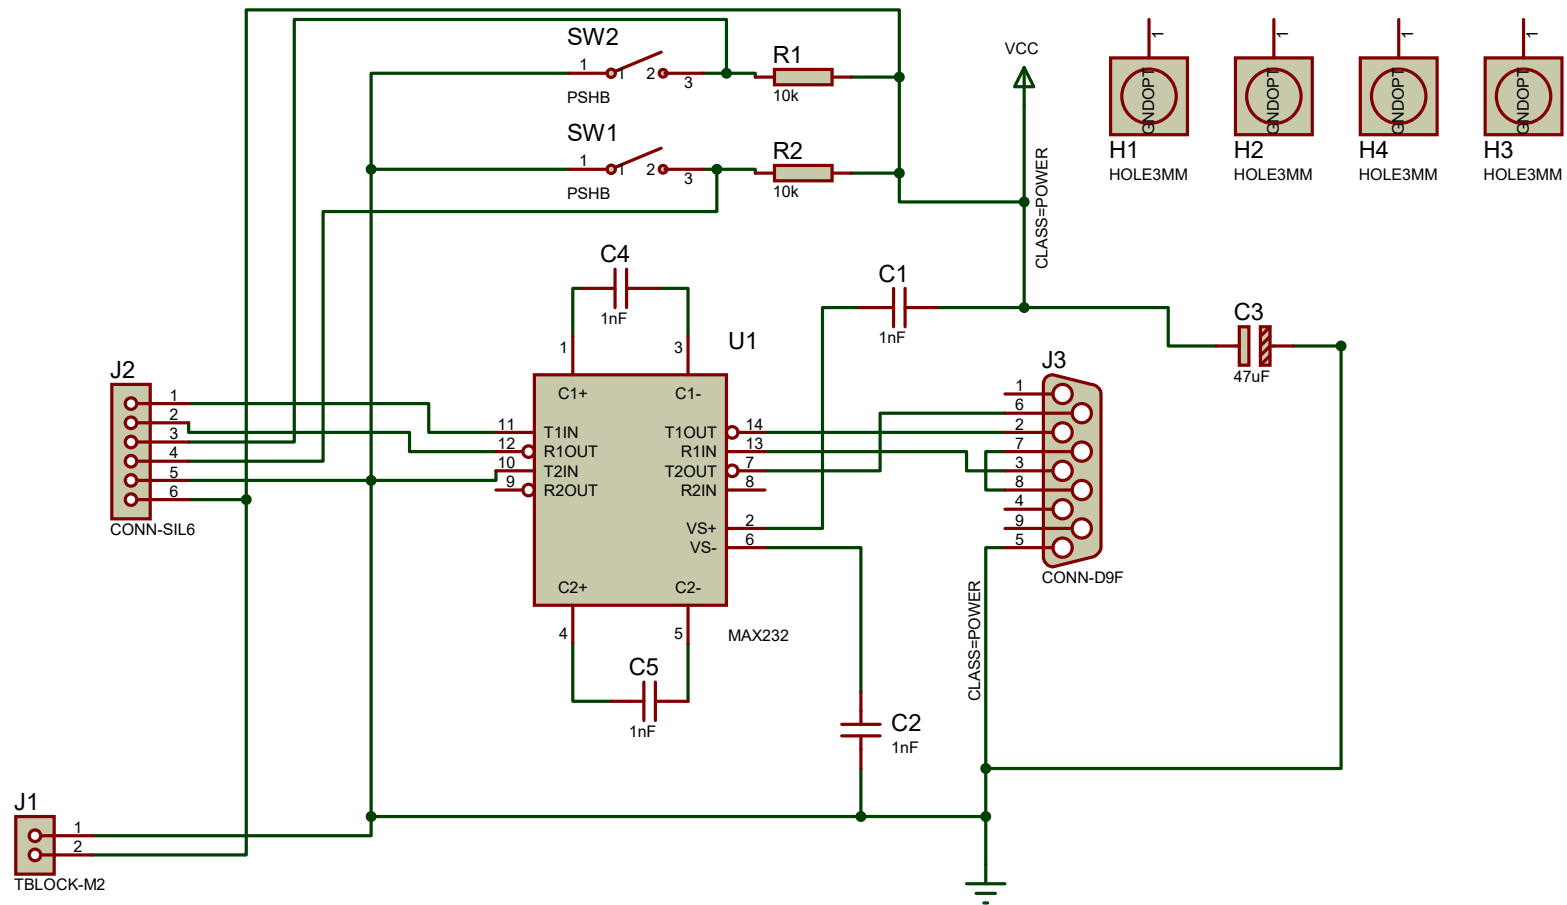 SW2
1
1
2
3
PSHB
R1
10k
VCC
CLASS=POWER
1
GNDOPT
H1
HOLE3MM
1
GNDOPT
H2
HOLE3MM
1
GNDOPT
H4
HOLE3MM
1
GNDOPT
H3
HOLE3MM
SW1
1
1
2
3
PSHB
R2
10k
C4
1nF
C1
1nF
C3
47uF
U1
1
3
C1+
C1-
11
T1IN
12
R1OUT
10
T2IN
9
R2OUT
T1OUT
14
R1IN
13
T2OUT
7
R2IN
8
VS+
2
VS-
6
C2+
C2-
4
5
MAX232
J2
1
2
3
4
5
6
CONN-SIL6
J3
1
6
2
7
3
8
4
9
5
CONN-D9F
CLASS=POWER
C5
1nF
C2
1nF
J1
1
2
TBLOCK-M2